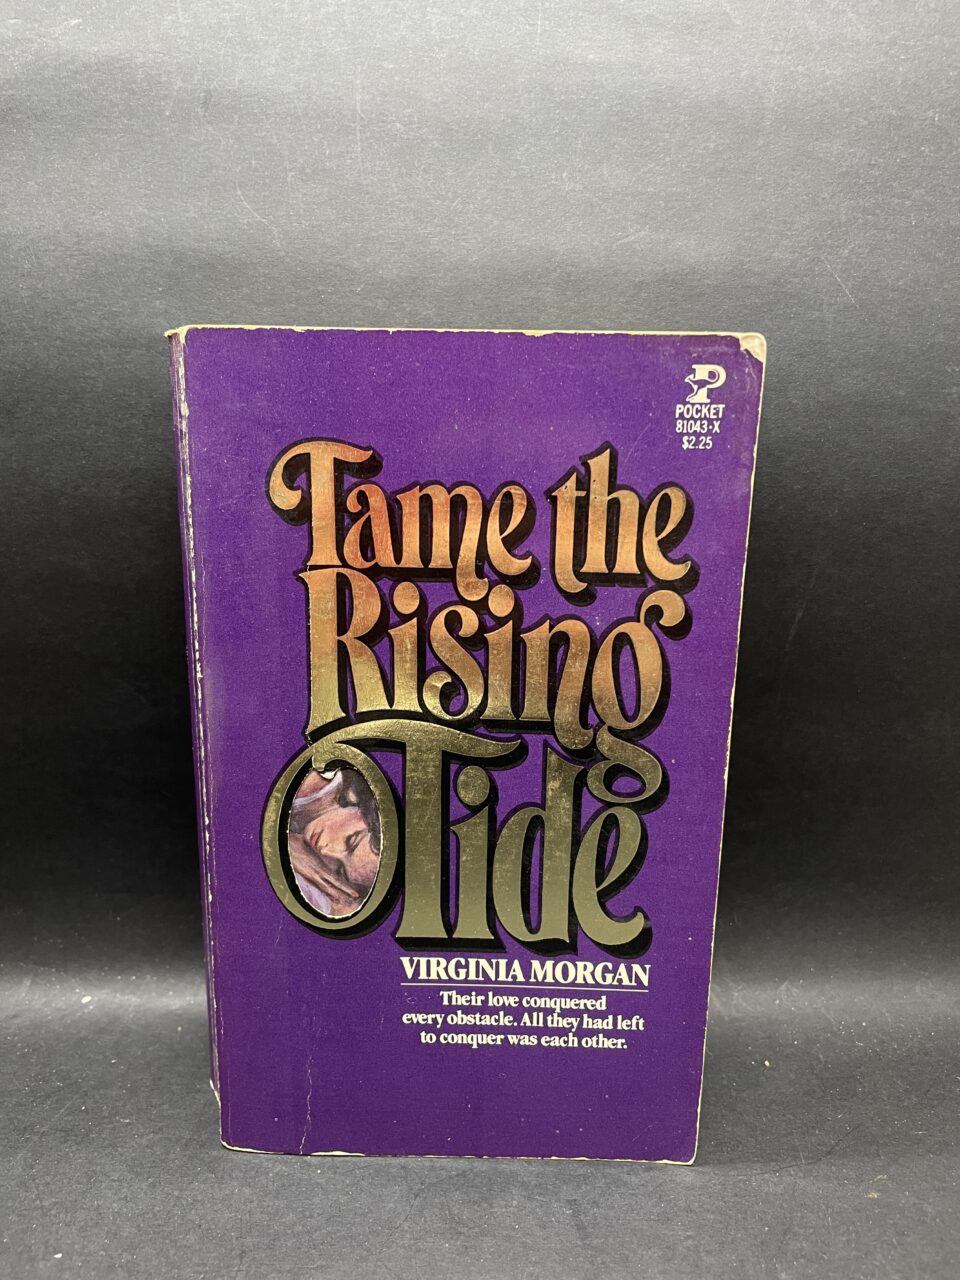 P
POCKET
81043-X
$2.25
Tame the
Rising
Tide
VIRGINIA MORGAN
Their love conquered
every obstacle. All they had left
to conquer was each other.